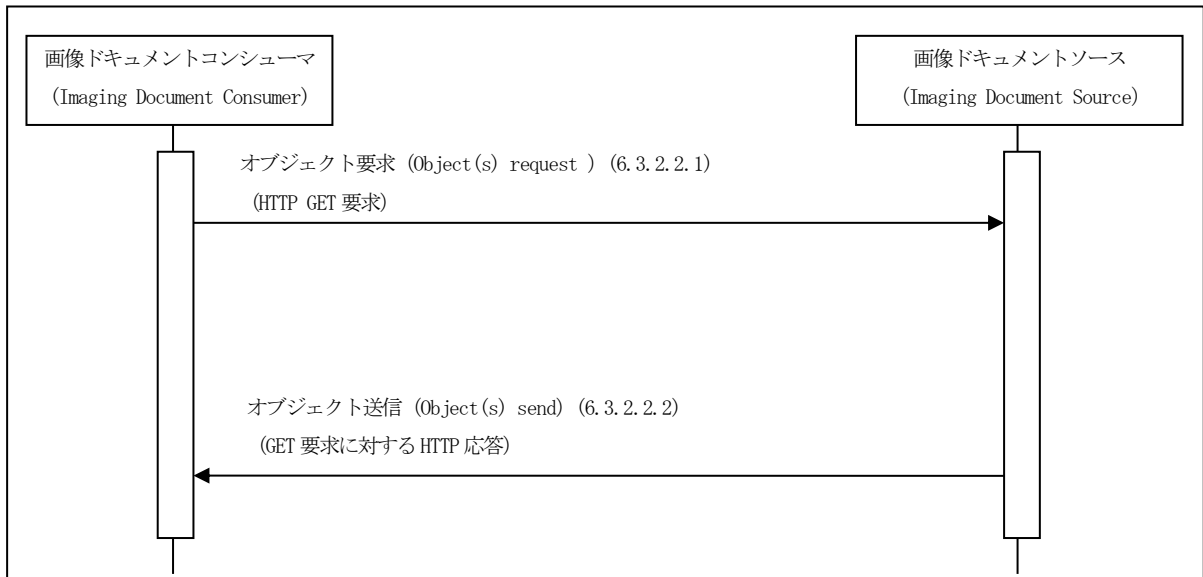 画像ドキュメントコンシューマ
(Imaging Document Consumer)
画像ドキュメントソース
(Imaging Document Source)
オブジェクト要求 (Object(s) request ) (6.3.2.2.1)
(HTTP GET 要求)
オブジェクト送信 (Object(s) send) (6.3.2.2.2)
(GET 要求に対する HTTP 応答)